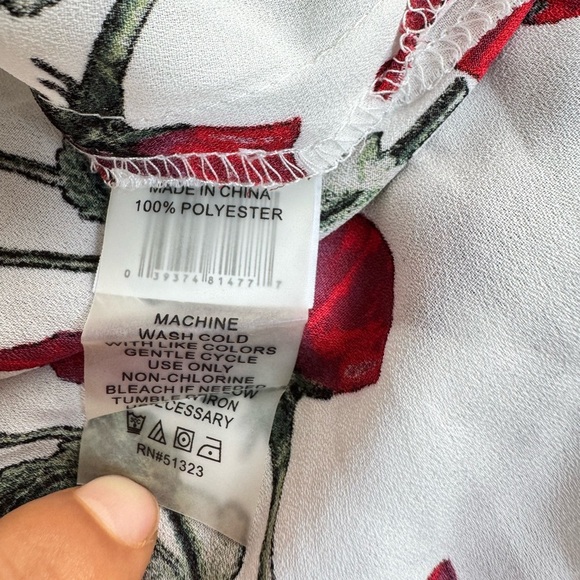 MADE IN CHINA
100% POLYESTER
0 39374 81477 7
MACHINE
WASH COLD
WITH LIKE COLORS
GENTLE CYCLE
USE ONLY
NON-CHLORINE
BLEACH IF NEEDED
TUMBLE IRON
NECESSARY
RN#51323